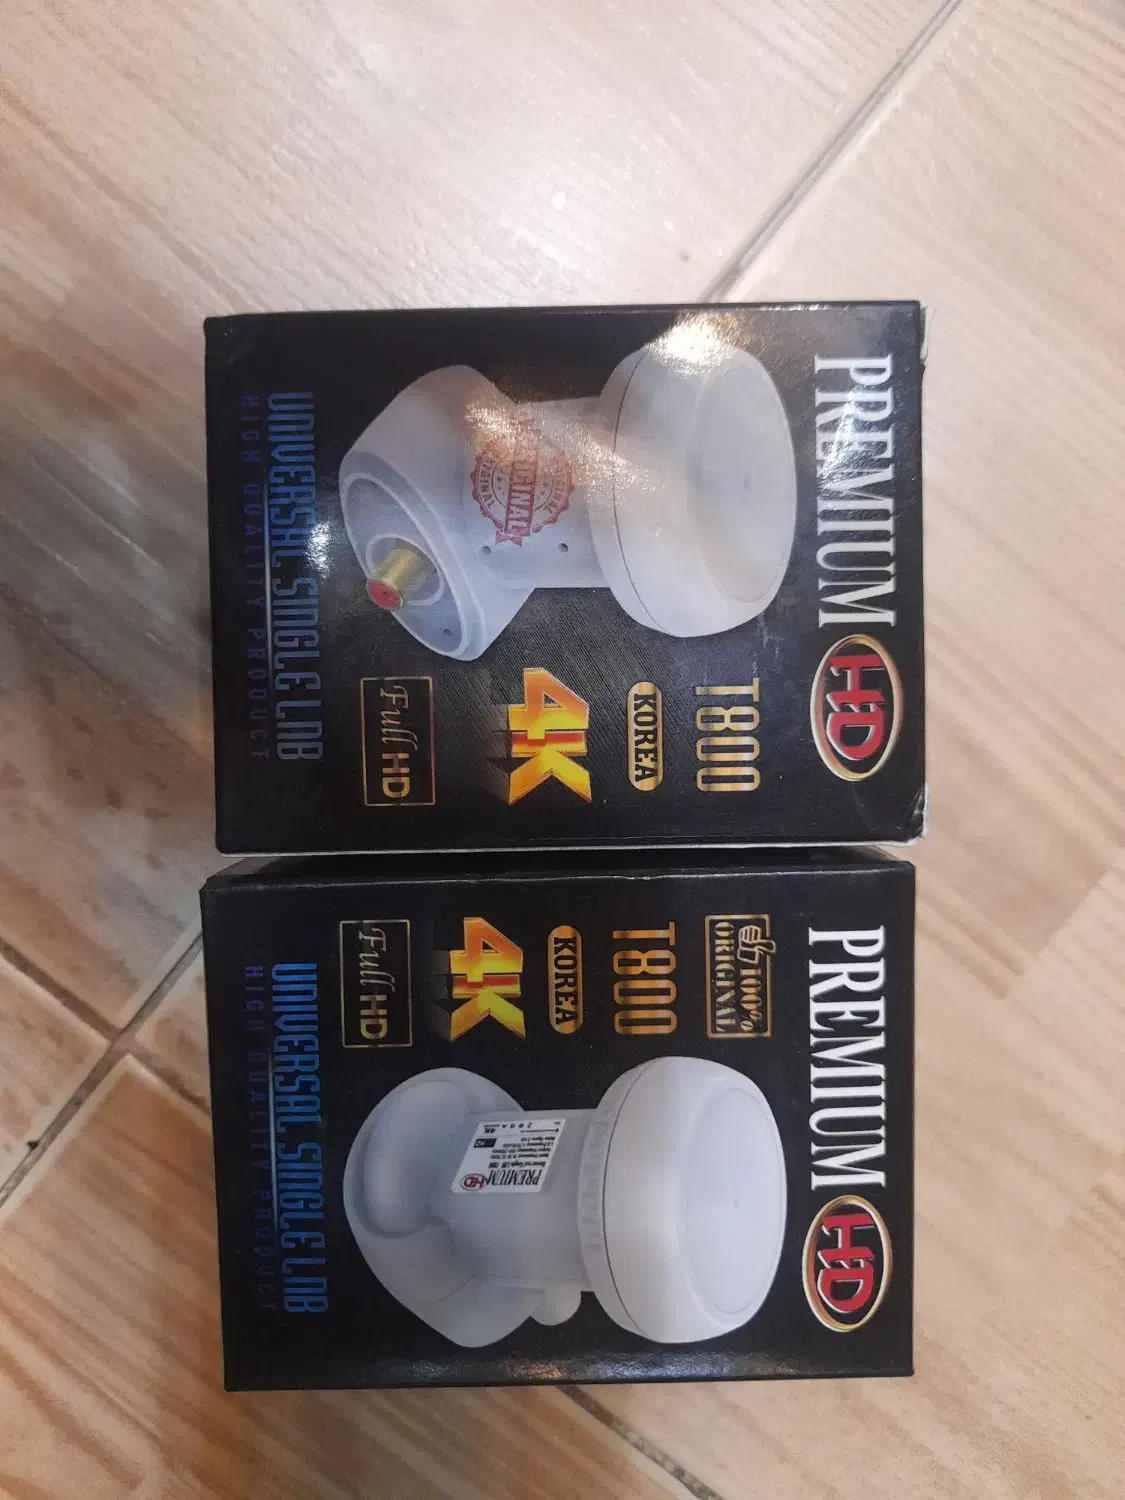 PREMIUM HD
T800
KOREA
4K
Full HD
ORIGINAL
UNIVERSAL SINGLE LNB
HIGH QUALITY PRODUCT
PREMIUM HD
100%
ORIGINAL
T800
KOREA
4K
Full HD
PREMIUM HD
UNIVERSAL SINGLE LNB
HIGH QUALITY PRODUCT